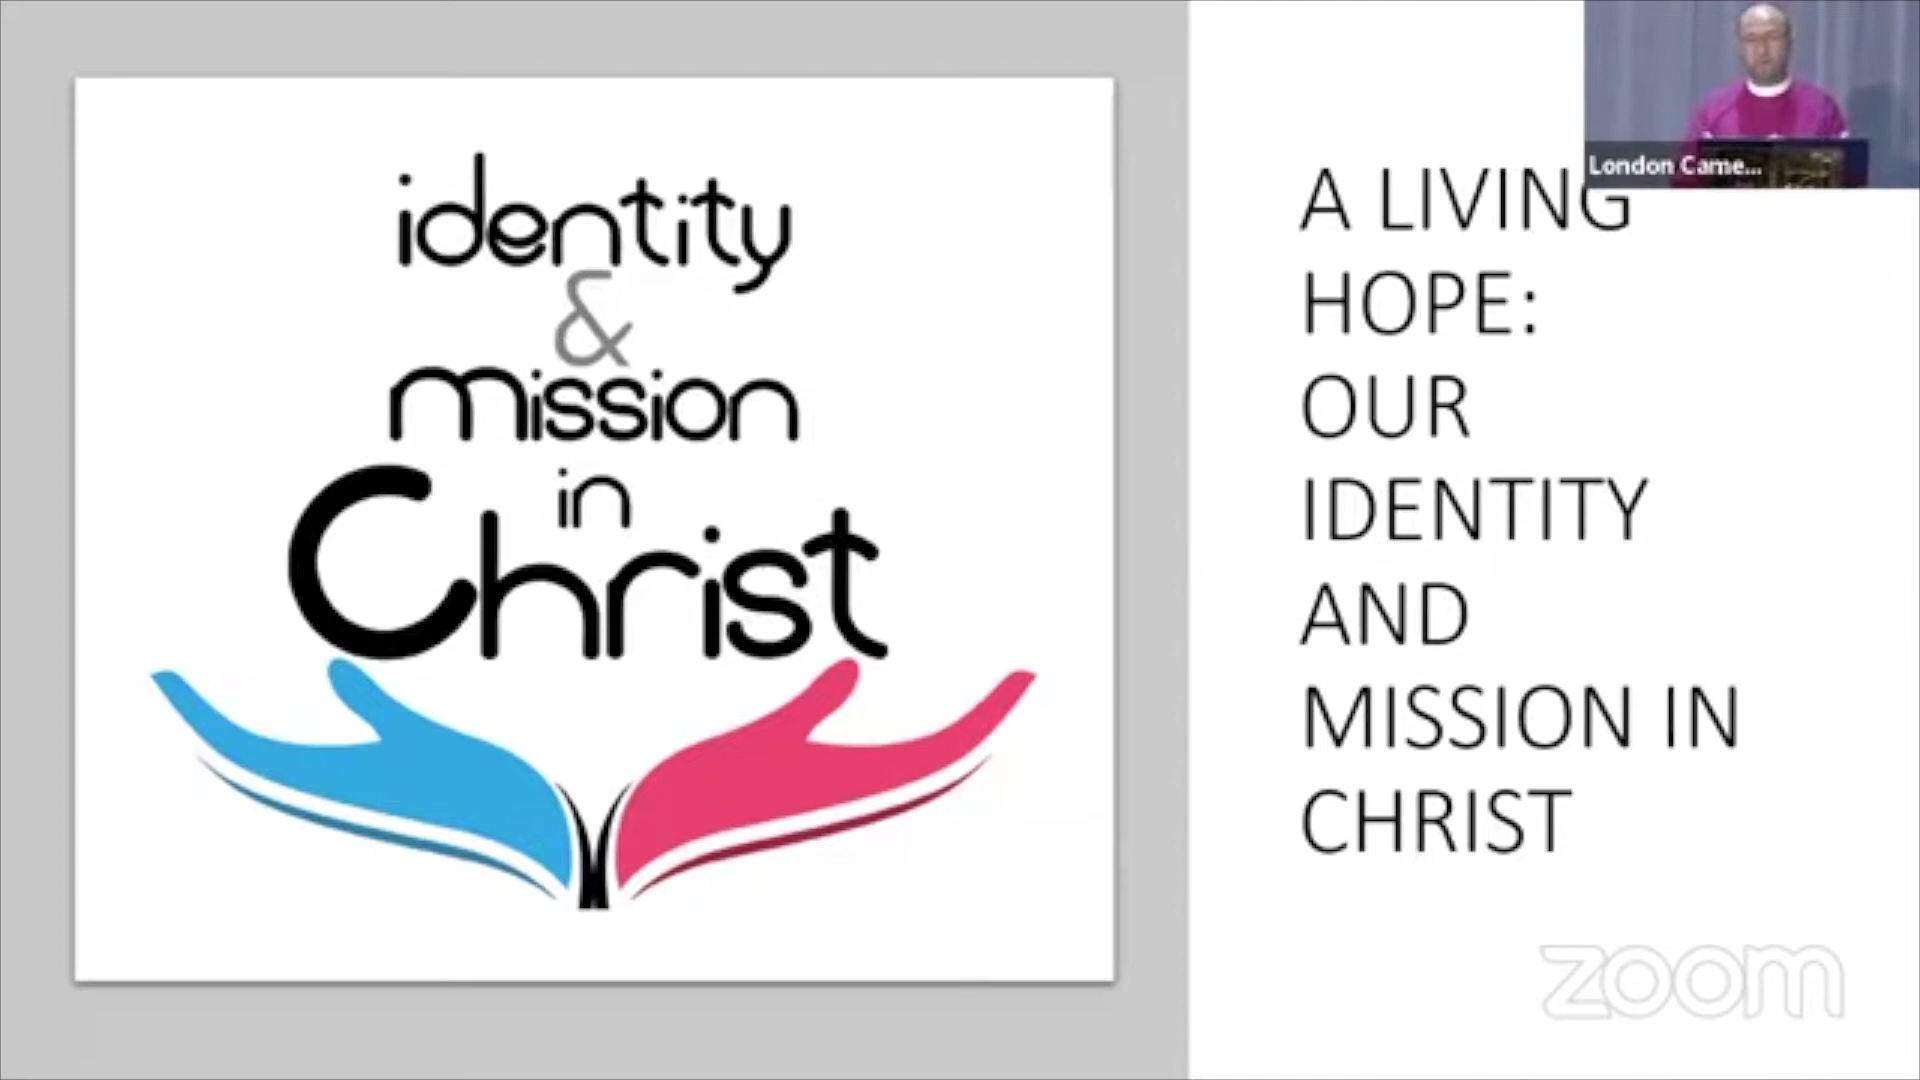 identity
&
mission
in
Christ
A LIVING
HOPE:
OUR
IDENTITY
AND
MISSION IN
CHRIST
London Came...
zoom